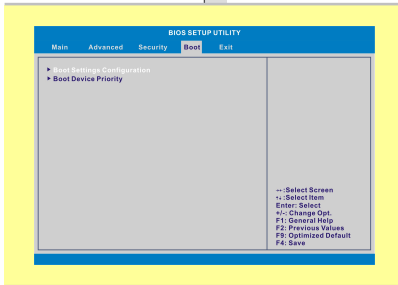 BIOS SETUP UTILITY
Main Advanced Security Boot Exit
Boot Settings Configuration
Boot Device Priority
↔:Select Screen
↑↓:Select Item
Enter: Select
+/-: Change Opt.
F1: General Help
F2: Previous Values
F9: Optimized Default
F4: Save